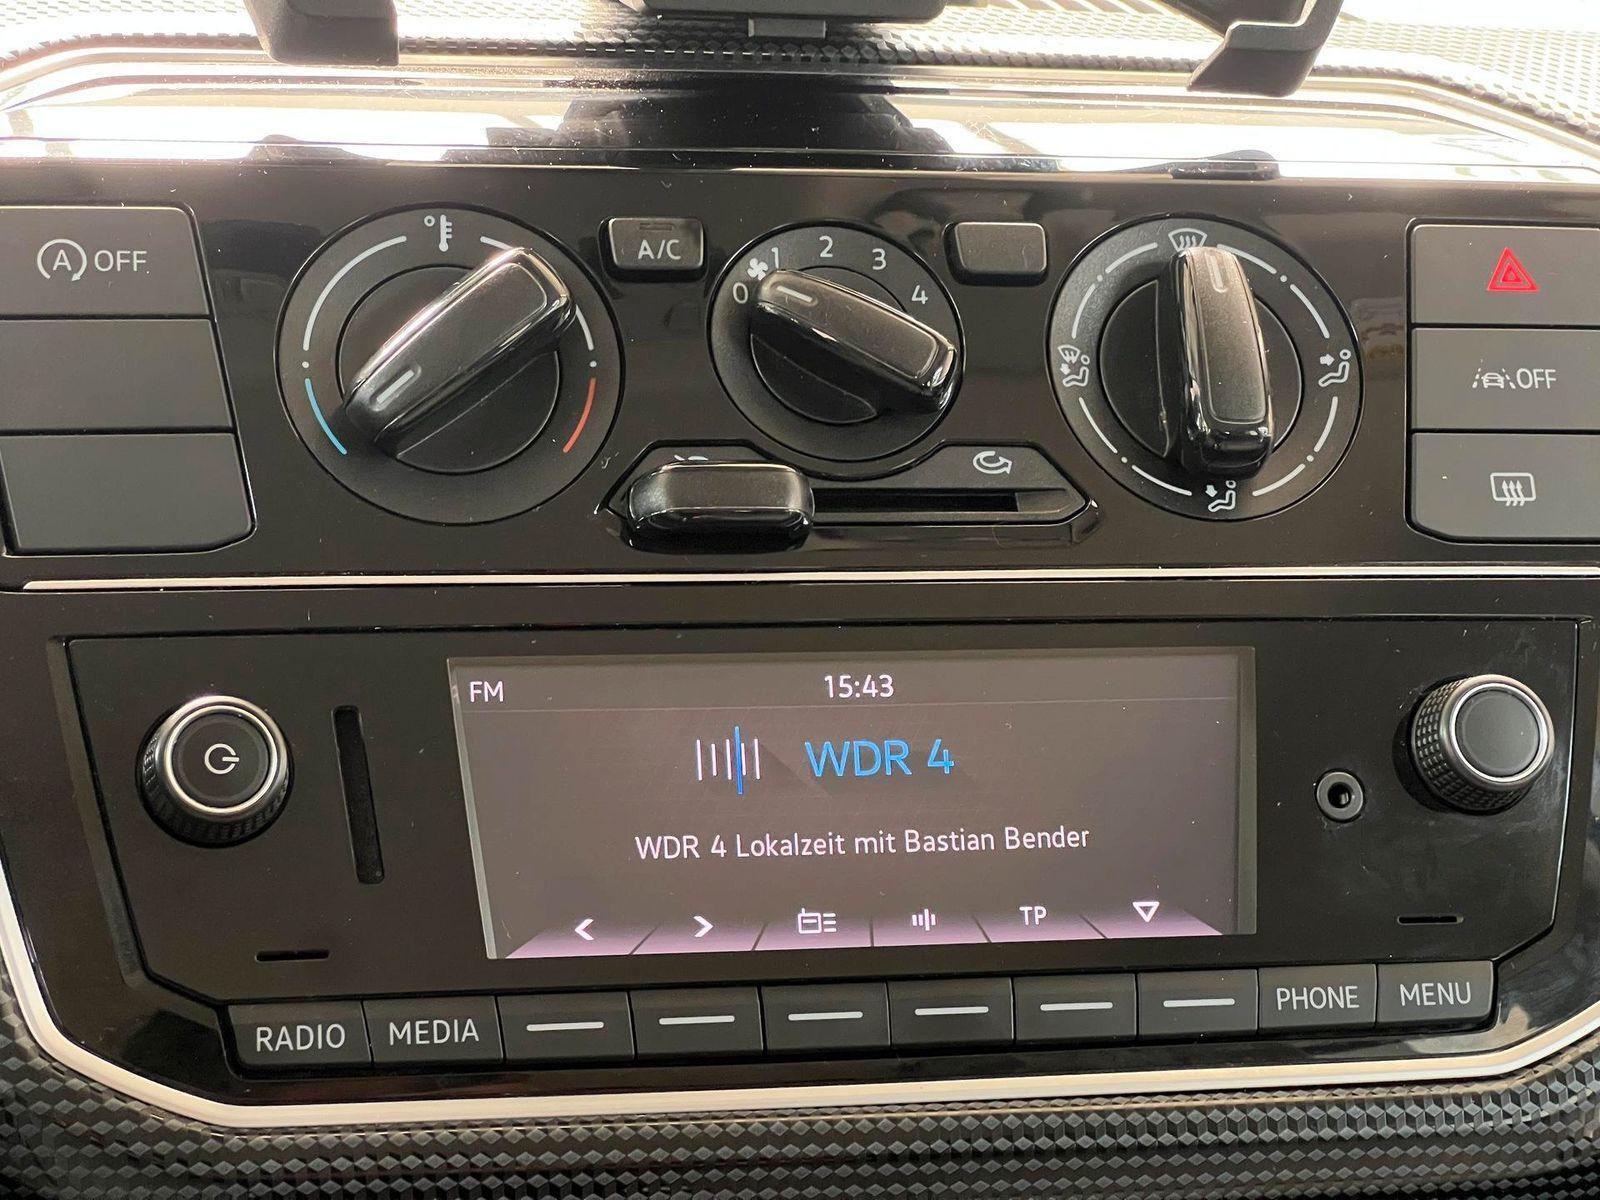 A OFF
A/C
0 1 2 3 4
OFF
FM 15:43
WDR 4
WDR 4 Lokalzeit mit Bastian Bender
TP
RADIO MEDIA PHONE MENU